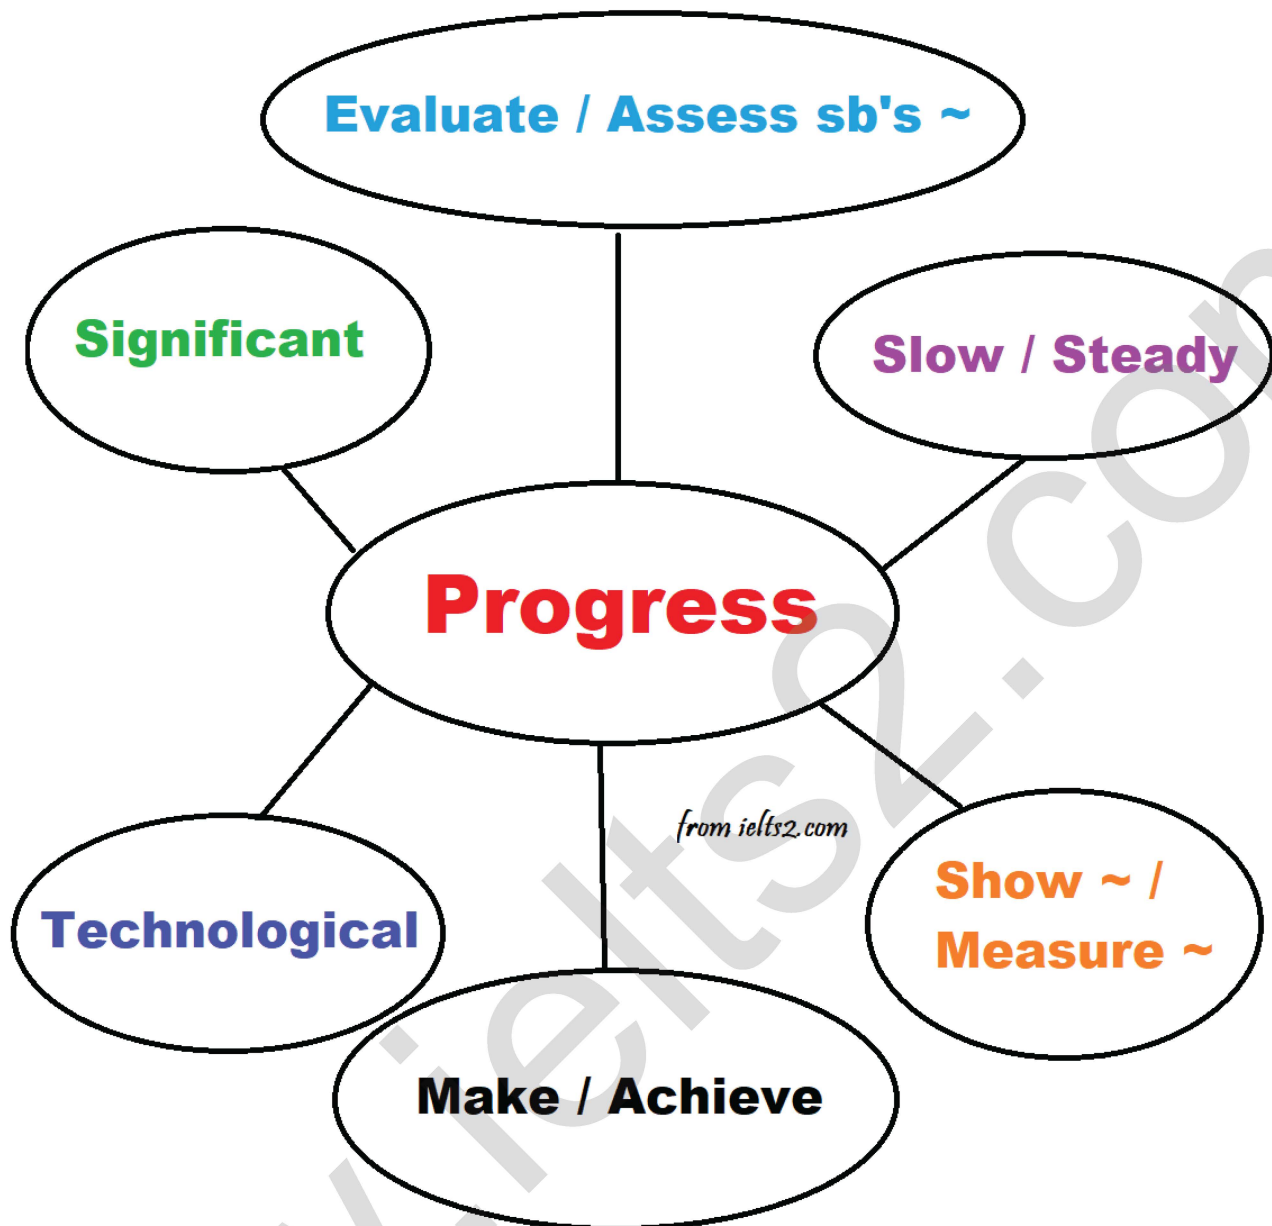 Evaluate / Assess sb's ~
Significant
Slow / Steady
Progress
from ielts2.com
Technological
Show ~ /
Measure ~
Make / Achieve
.ielts2.com